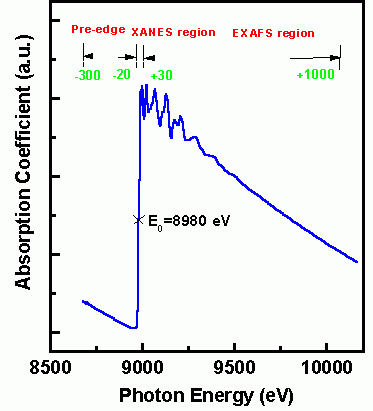 Pre-edge XANES region EXAFS region
-300 -20 +30 +1000
E0=8980 eV
Absorption Coefficient (a.u.)
8500 9000 9500 10000
Photon Energy (eV)